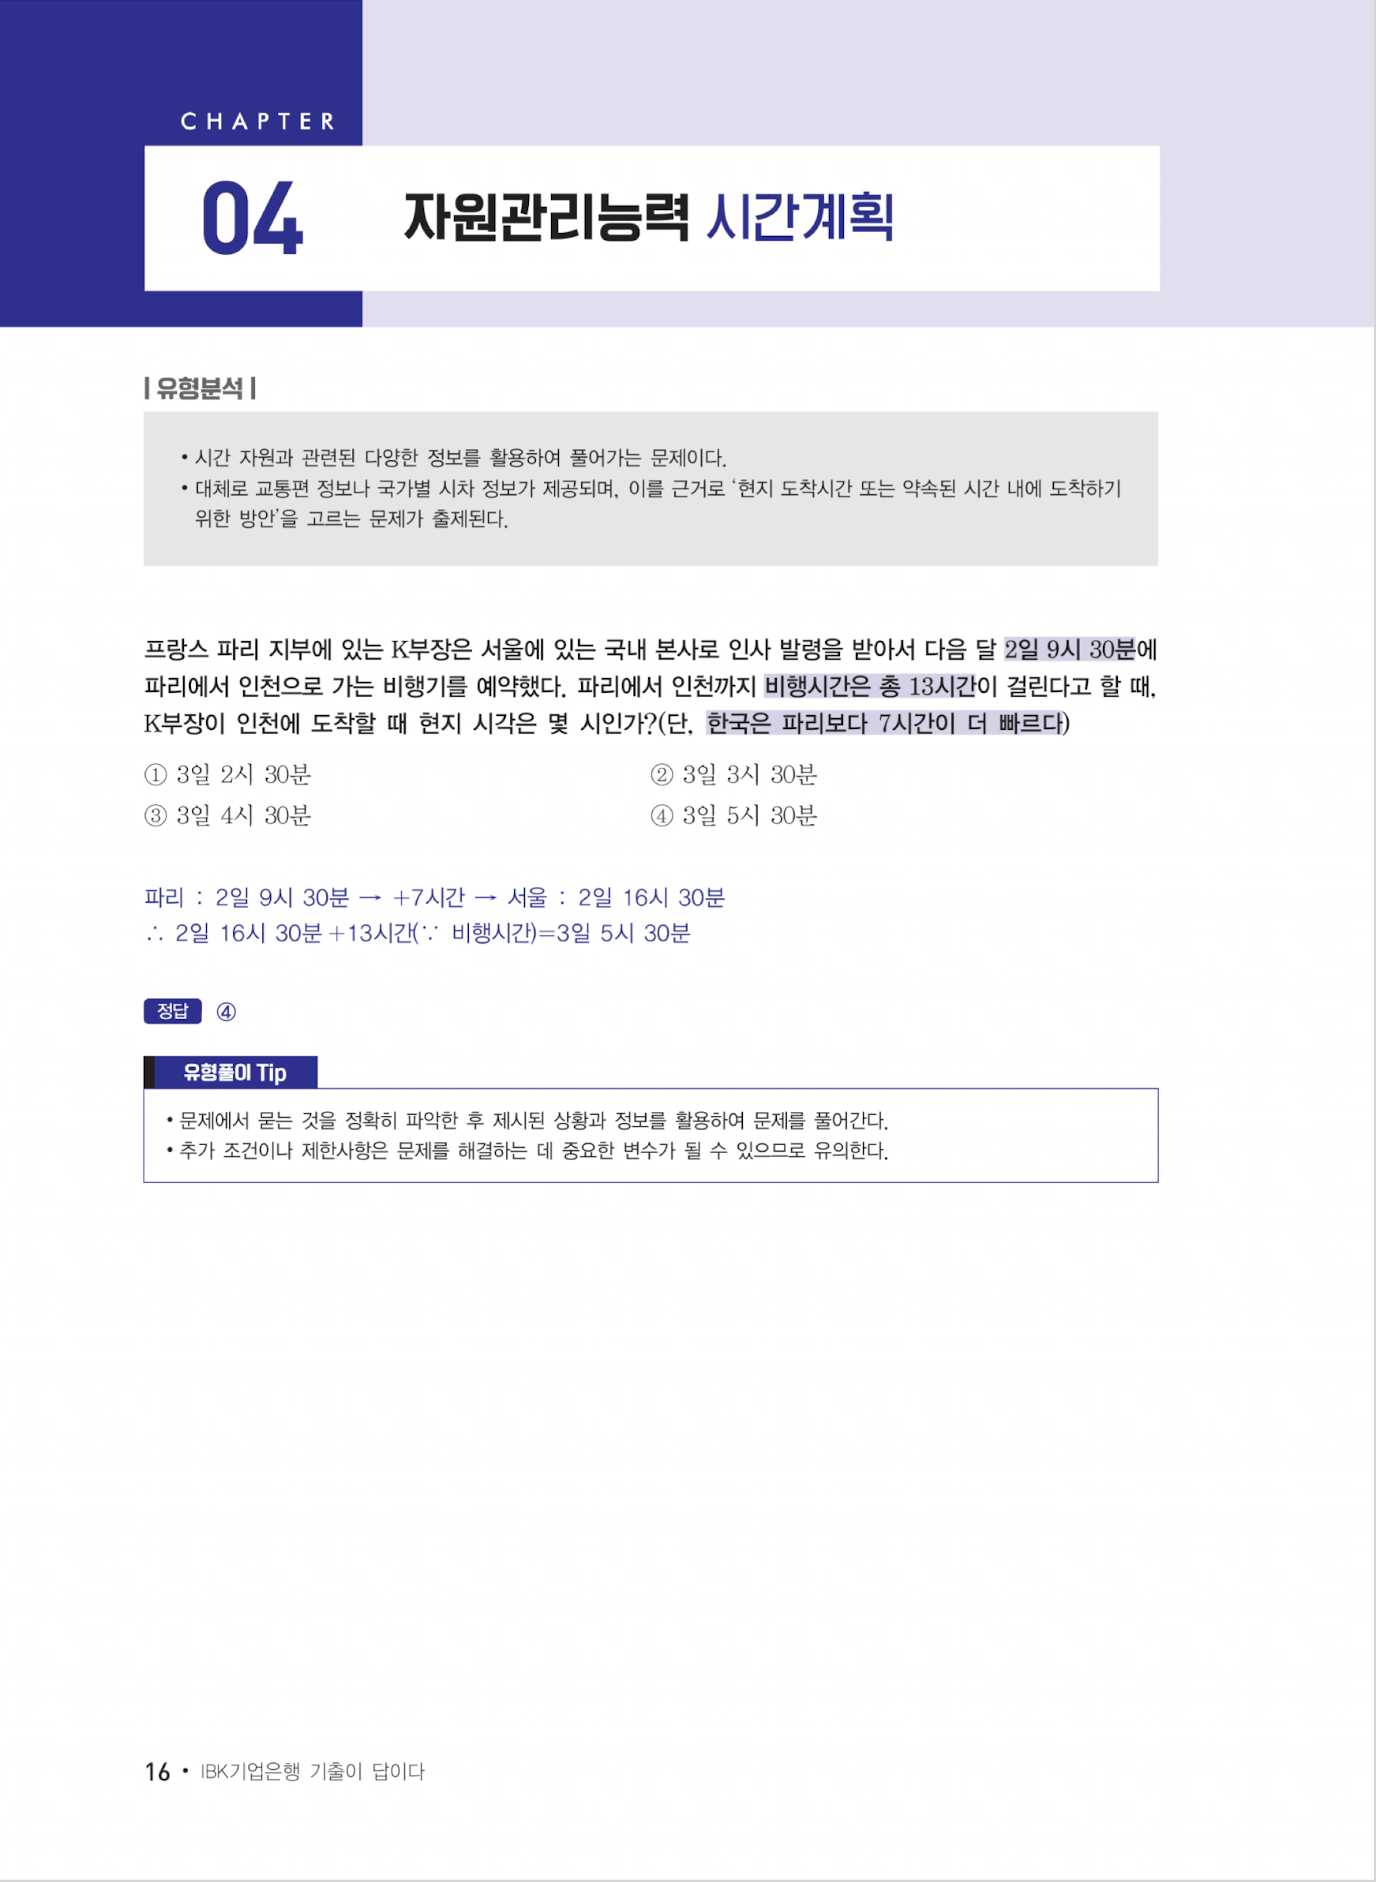 CHAPTER
04 자원관리능력 시간계획
| 유형분석 |
• 시간 자원과 관련된 다양한 정보를 활용하여 풀어가는 문제이다.
• 대체로 교통편 정보나 국가별 시차 정보가 제공되며, 이를 근거로 ‘현지 도착시간 또는 약속된 시간 내에 도착하기
위한 방안’을 고르는 문제가 출제된다.
프랑스 파리 지부에 있는 K부장은 서울에 있는 국내 본사로 인사 발령을 받아서 다음 달 2일 9시 30분에
파리에서 인천으로 가는 비행기를 예약했다. 파리에서 인천까지 비행시간은 총 13시간이 걸린다고 할 때,
K부장이 인천에 도착할 때 현지 시각은 몇 시인가?(단, 한국은 파리보다 7시간이 더 빠르다)
① 3일 2시 30분 ② 3일 3시 30분
③ 3일 4시 30분 ④ 3일 5시 30분
파리 : 2일 9시 30분 → +7시간 → 서울 : 2일 16시 30분
∴ 2일 16시 30분+13시간(∵ 비행시간)=3일 5시 30분
정답 ④
유형풀이 Tip
• 문제에서 묻는 것을 정확히 파악한 후 제시된 상황과 정보를 활용하여 문제를 풀어간다.
• 추가 조건이나 제한사항은 문제를 해결하는 데 중요한 변수가 될 수 있으므로 유의한다.
16 • IBK기업은행 기출이 답이다